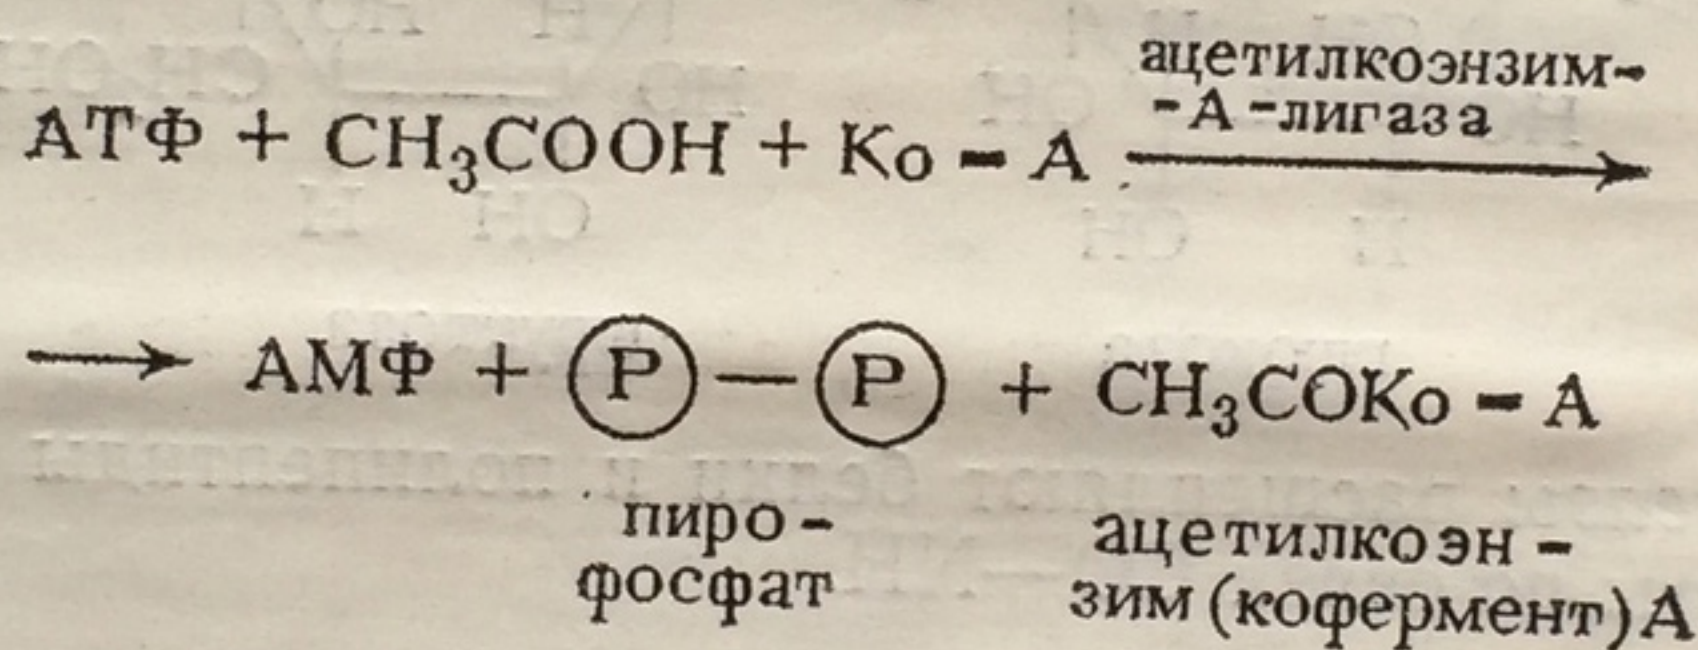 ацетилкоэнзим-
-А-лигаза
АТФ + CH₃COOH + Ко - А ⟶
⟶ АМФ + P — P + CH₃COКо - А
пиро- ацетилкоэн-
фосфат зим (кофермент) А